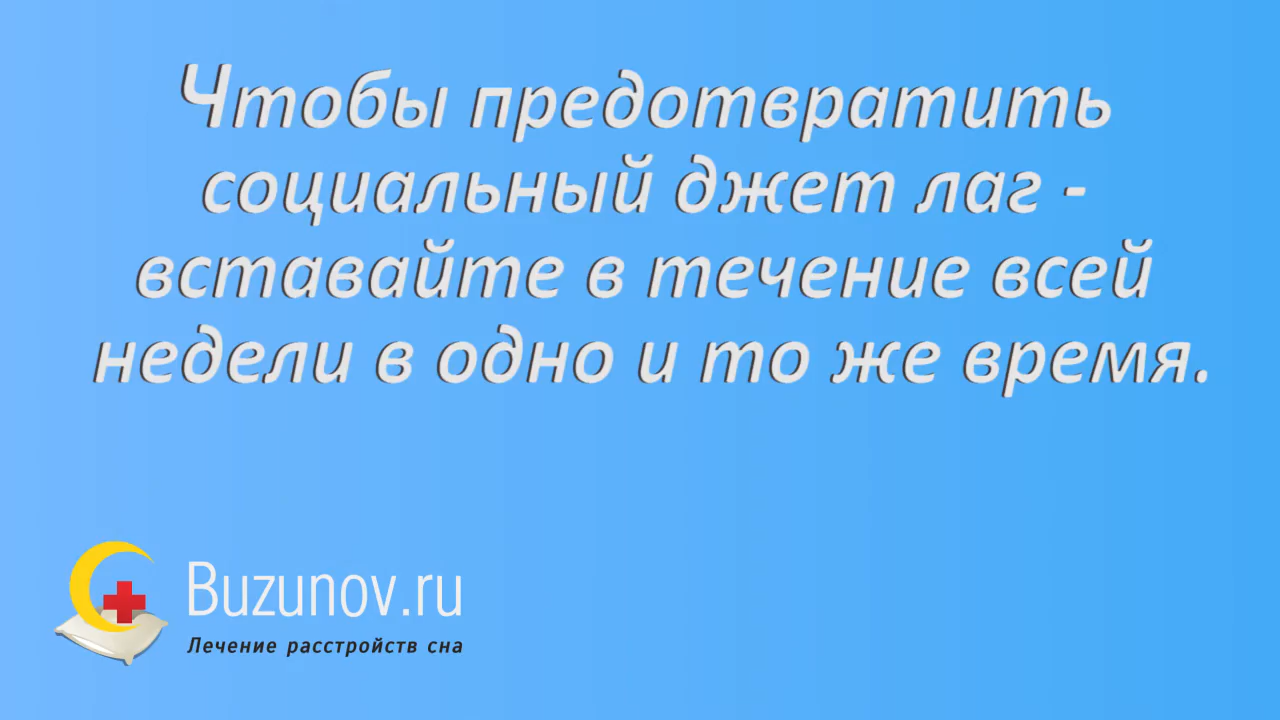 Чтобы предотвратить
социальный джет лаг -
вставайте в течение всей
недели в одно и то же время.
Buzunov.ru
Лечение расстройств сна